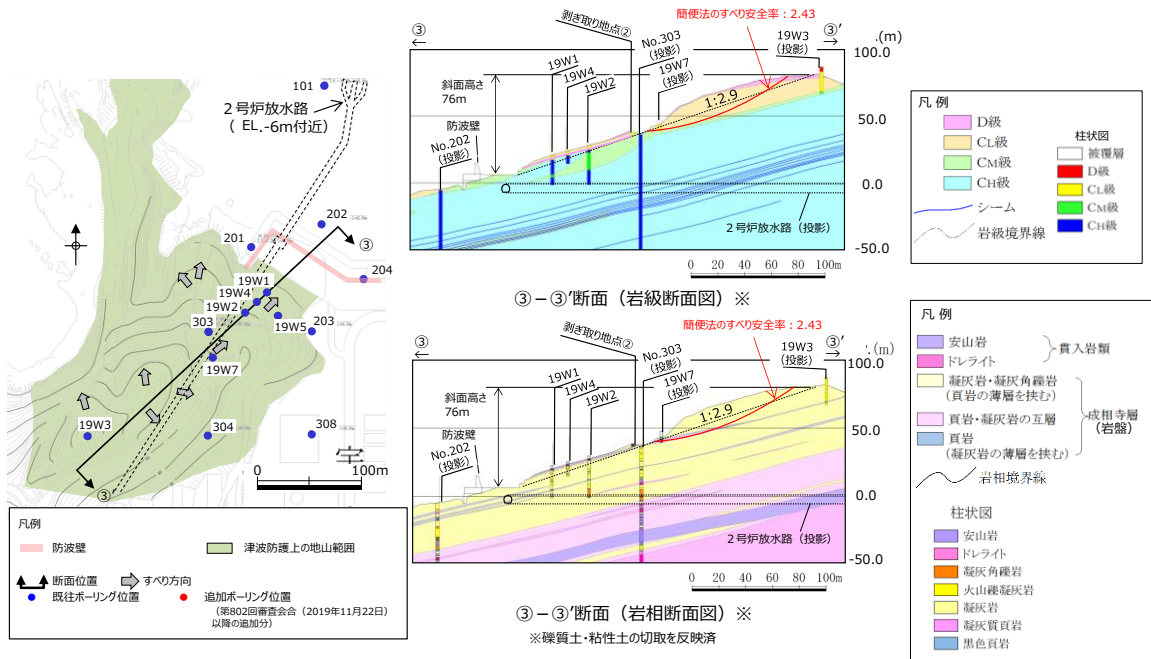 101
2号炉放水路
( EL.-6m付近)
202
③
201
204
19W1
19W4
19W2
19W5
203
303
19W7
19W3
304
308
0
100m
③
凡例
防波壁
津波防護上の地山範囲
断面位置
すべり方向
既往ボーリング位置
追加ボーリング位置
(第802回審査会合(2019年11月22日)
以降の追加分)
簡便法のすべり安全率:2.43
剥ぎ取り地点②
③
③’
19W3
(投影)
No.303
(投影)
19W7
(投影)
19W1
19W4
19W2
斜面高さ
76m
防波壁
No.202
(投影)
1:2.9
2号炉放水路(投影)
(m)
100.0
50.0
0.0
-50.0
0 20 40 60 80 100m
③-③’断面(岩級断面図)※
凡 例
D級
CL級
CM級
CH級
シーム
岩級境界線
柱状図
被覆層
D級
CL級
CM級
CH級
簡便法のすべり安全率:2.43
剥ぎ取り地点②
③
③’
19W3
(投影)
No.303
(投影)
19W7
(投影)
19W1
19W4
19W2
斜面高さ
76m
防波壁
No.202
(投影)
1:2.9
2号炉放水路(投影)
(m)
100.0
50.0
0.0
-50.0
0 20 40 60 80 100m
③-③’断面(岩相断面図)※
※礫質土・粘性土の切取を反映済
凡 例
安山岩
ドレライト
貫入岩類
凝灰岩・凝灰角礫岩
(頁岩の薄層を挟む)
頁岩・凝灰岩の互層
頁岩
(凝灰岩の薄層を挟む)
成相寺層
(岩盤)
岩相境界線
柱状図
安山岩
ドレライト
凝灰角礫岩
火山礫凝灰岩
凝灰岩
凝灰質頁岩
黒色頁岩